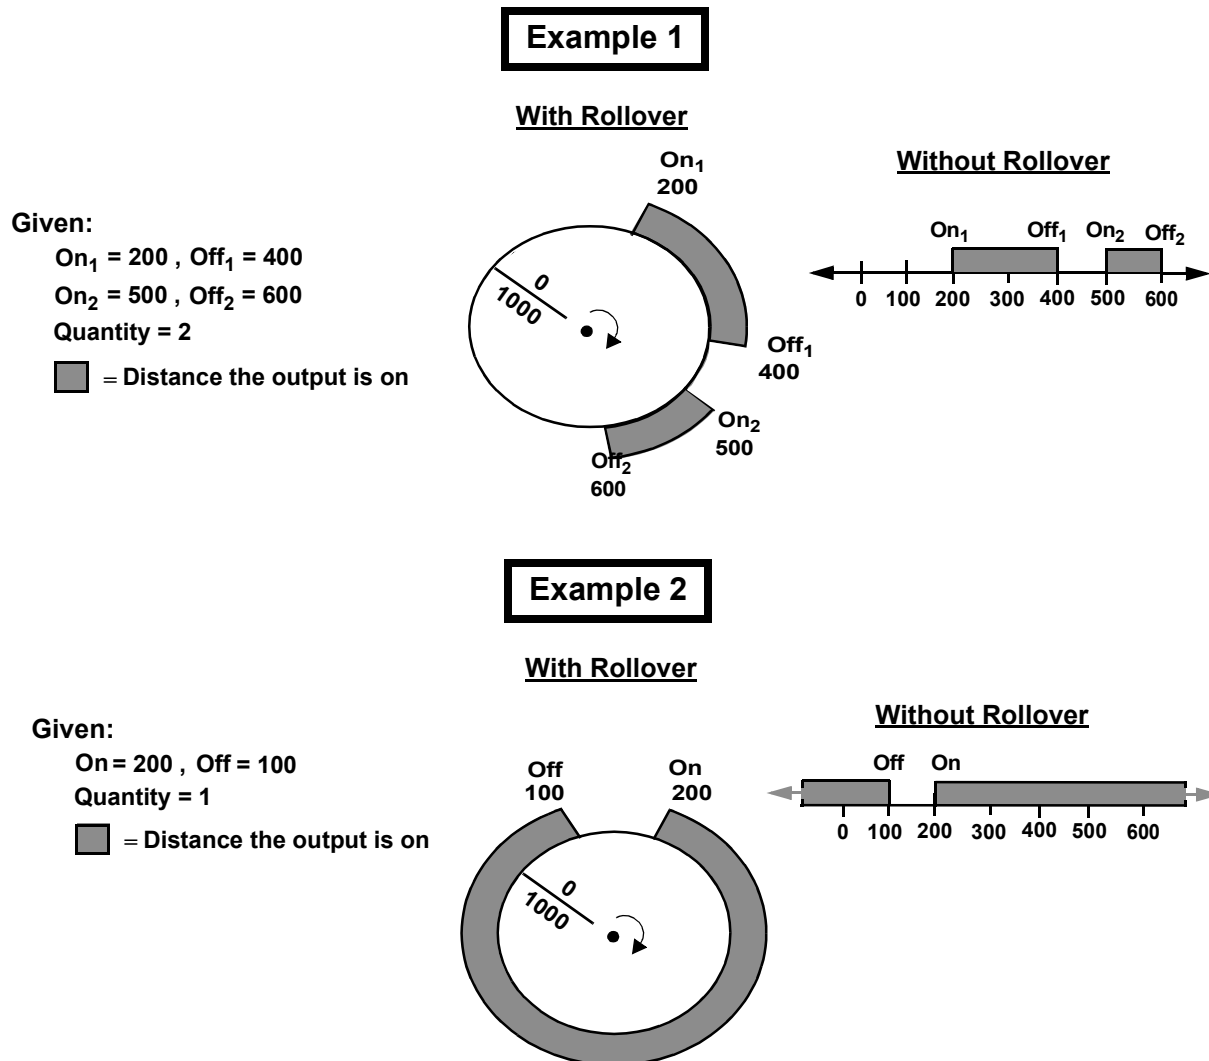 Example 1
With Rollover
Without Rollover
Given:
On1 = 200 , Off1 = 400
On2 = 500 , Off2 = 600
Quantity = 2
= Distance the output is on
On1
200
0
1000
Off1
400
On2
500
Off2
600
On1 Off1 On2 Off2
0 100 200 300 400 500 600
Example 2
With Rollover
Without Rollover
Given:
On = 200 , Off = 100
Quantity = 1
= Distance the output is on
Off
100
On
200
0
1000
Off On
0 100 200 300 400 500 600